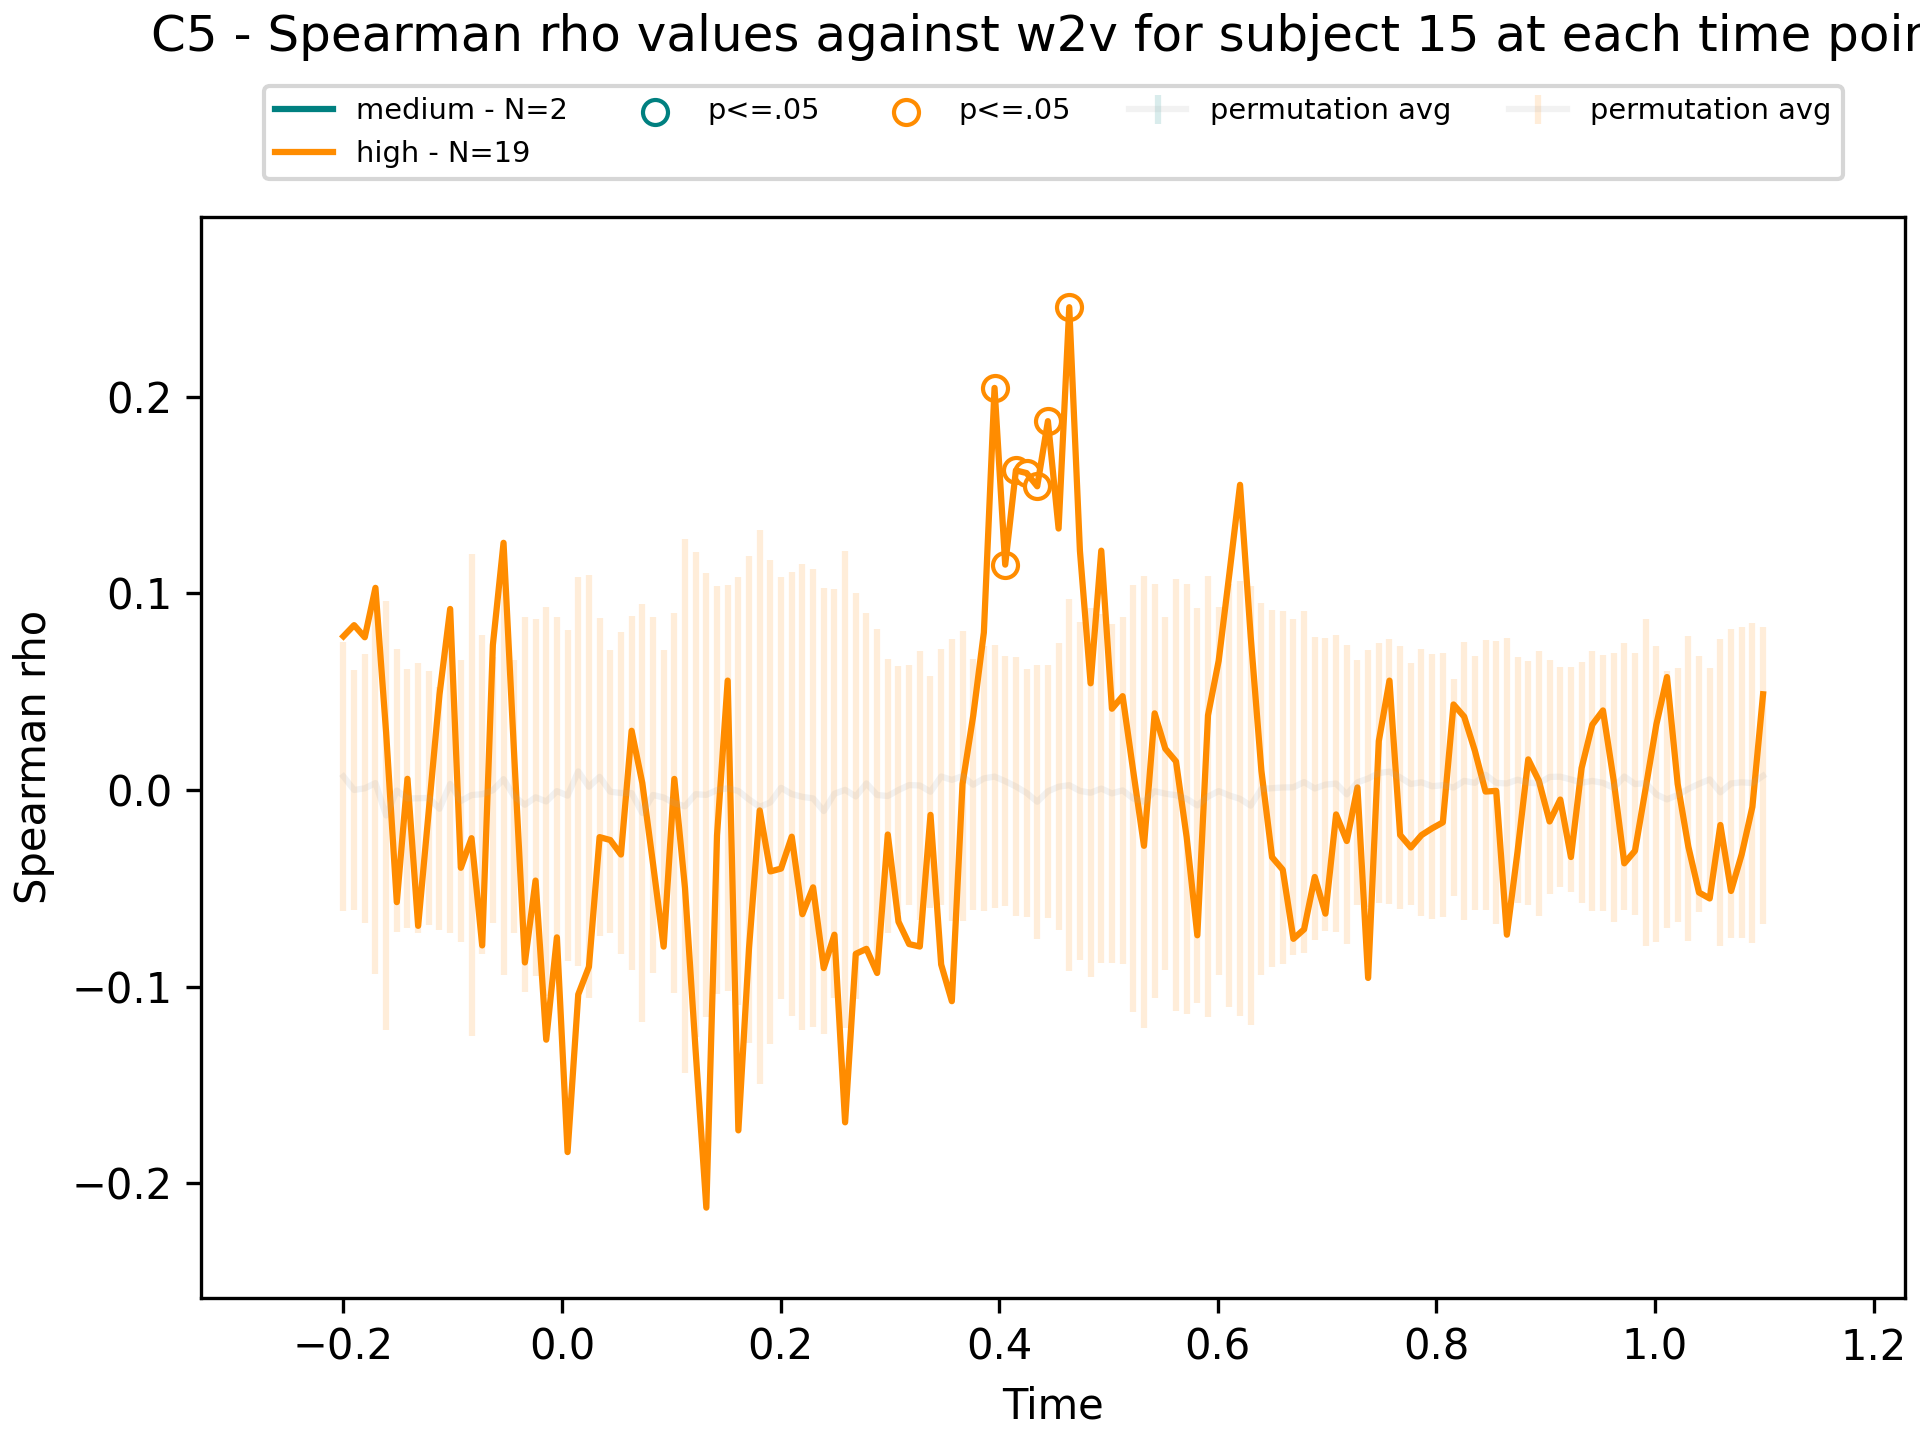 C5 - Spearman rho values against w2v for subject 15 at each time poin
medium - N=2
high - N=19
p<=.05
p<=.05
permutation avg
permutation avg
Spearman rho
0.2
0.1
0.0
−0.1
−0.2
−0.2 0.0 0.2 0.4 0.6 0.8 1.0 1.2
Time